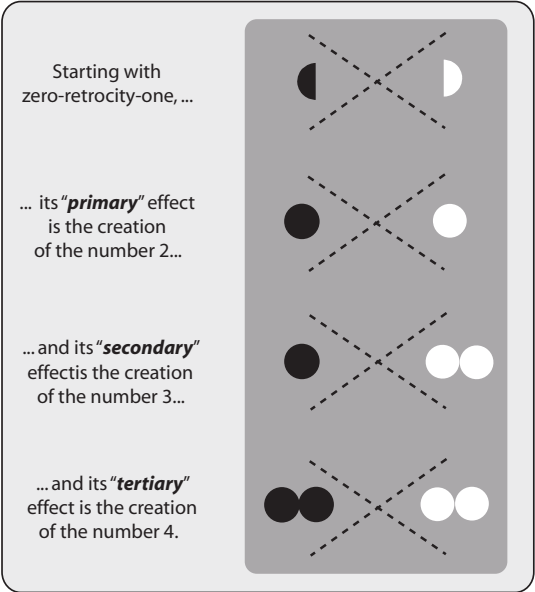 Starting with
zero-retrocity-one, ...
... its “primary” effect
is the creation
of the number 2...
... and its “secondary”
effectis the creation
of the number 3...
... and its “tertiary”
effect is the creation
of the number 4.